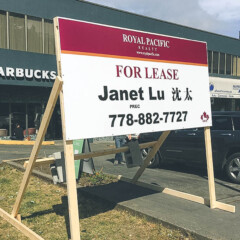 ROYAL PACIFIC
REALTY
FOR LEASE
Janet Lu 沈太
PREC
778-882-7727
ARBUCKS